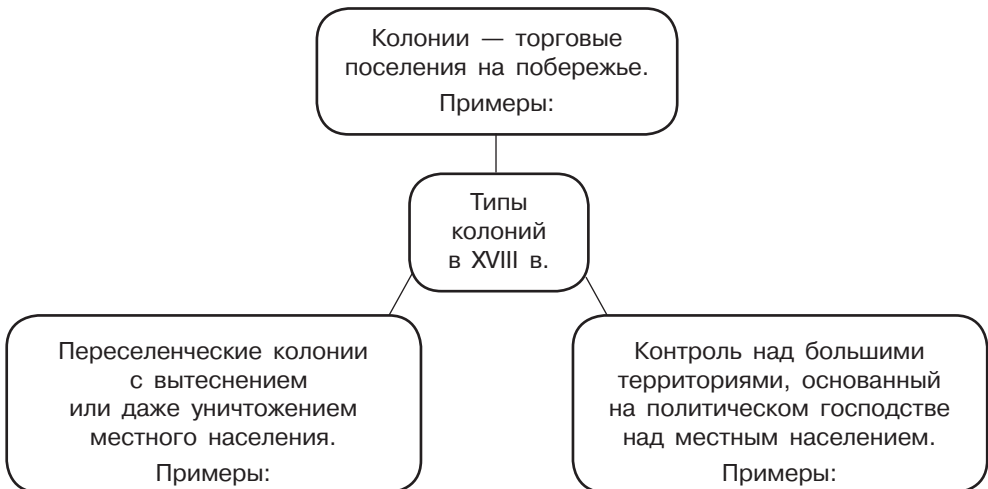 Колонии — торговые
поселения на побережье.
Примеры:
Типы
колоний
в XVIII в.
Переселенческие колонии
с вытеснением
или даже уничтожением
местного населения.
Примеры:
Контроль над большими
территориями, основанный
на политическом господстве
над местным населением.
Примеры: